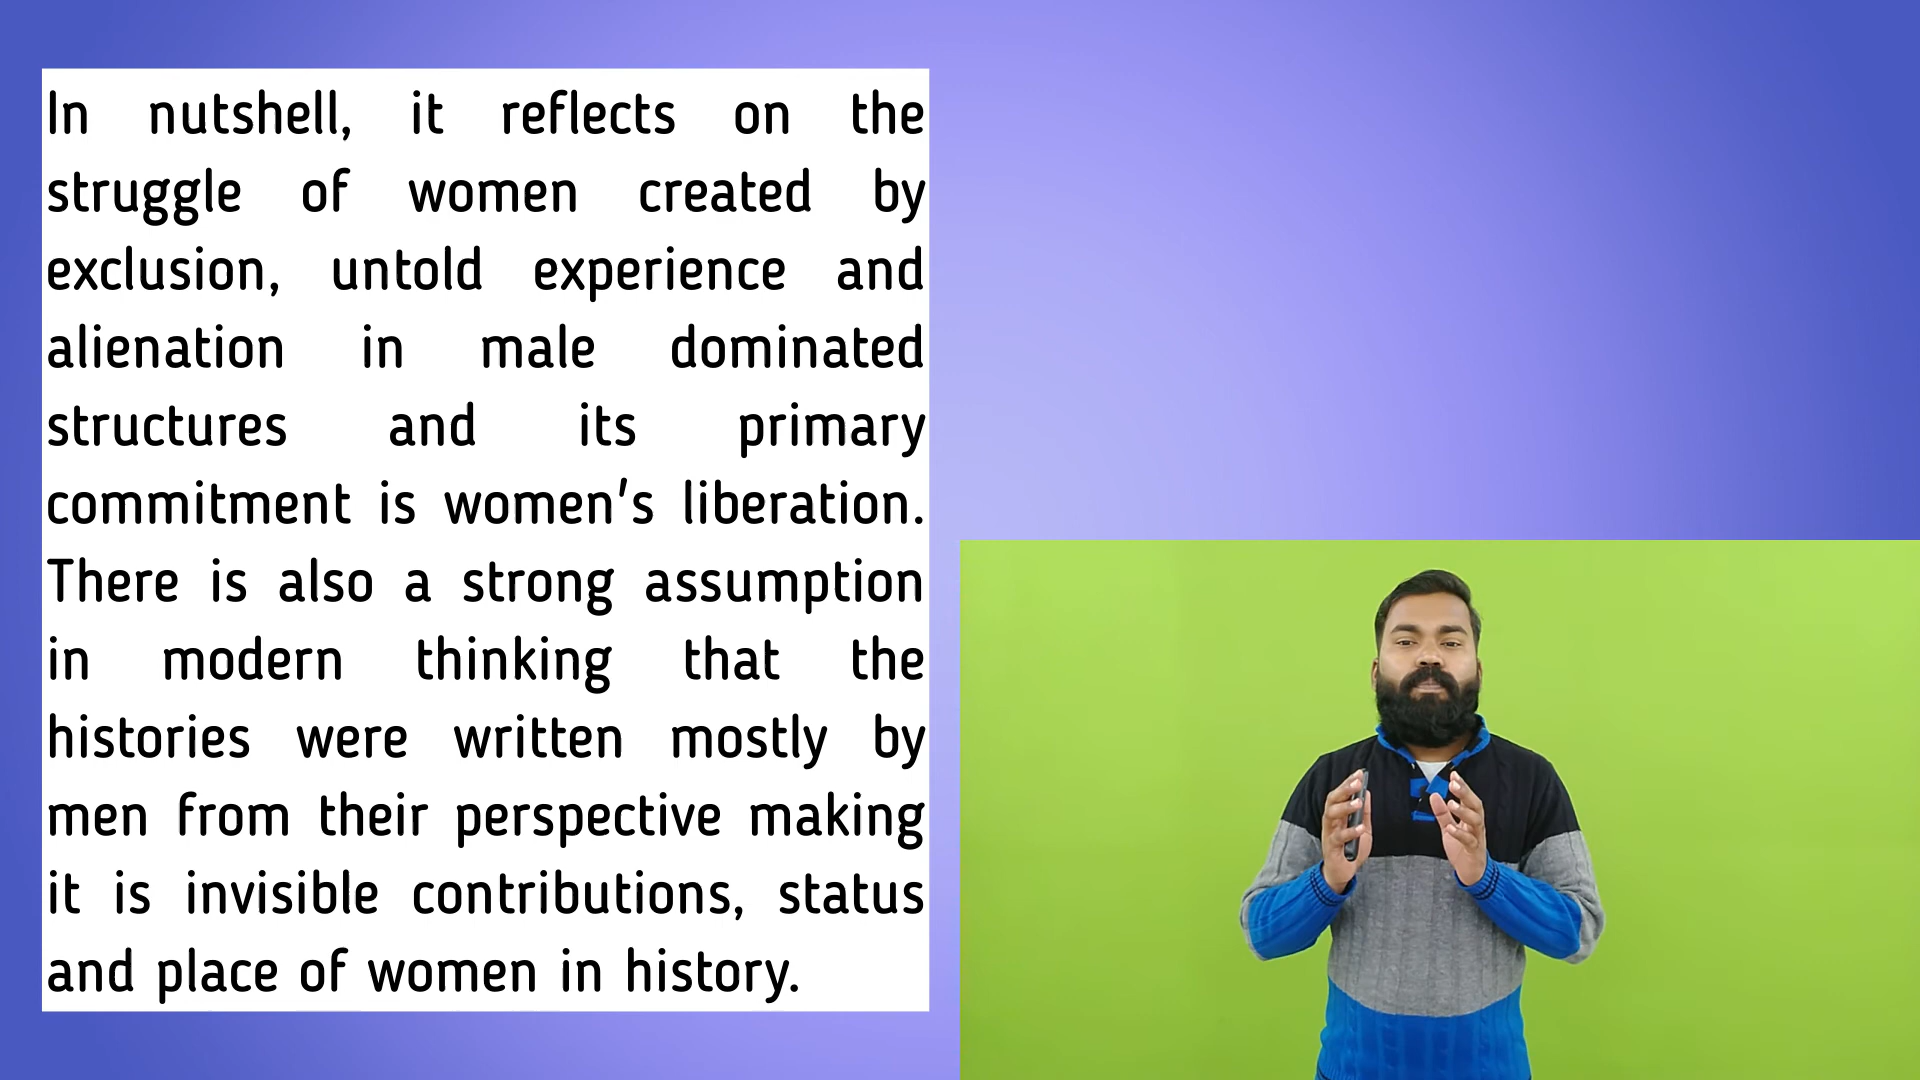 In nutshell, it reflects on the
struggle of women created by
exclusion, untold experience and
alienation in male dominated
structures and its primary
commitment is women's liberation.
There is also a strong assumption
in modern thinking that the
histories were written mostly by
men from their perspective making
it is invisible contributions, status
and place of women in history.